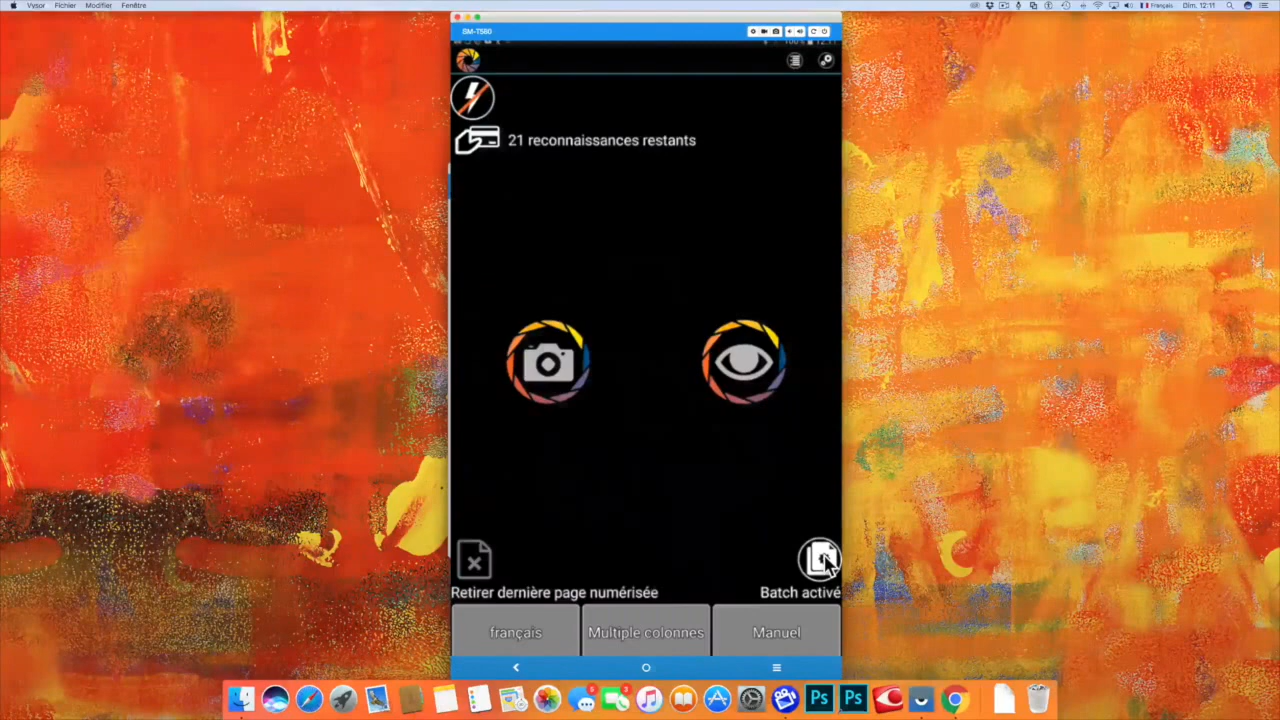 Vysor Fichier Modifier Fenêtre
Français Dim. 12:11
SM-T580
21 reconnaissances restants
Retirer dernière page numérisée
Batch activé
français
Multiple colonnes
Manuel
Ps
Ps